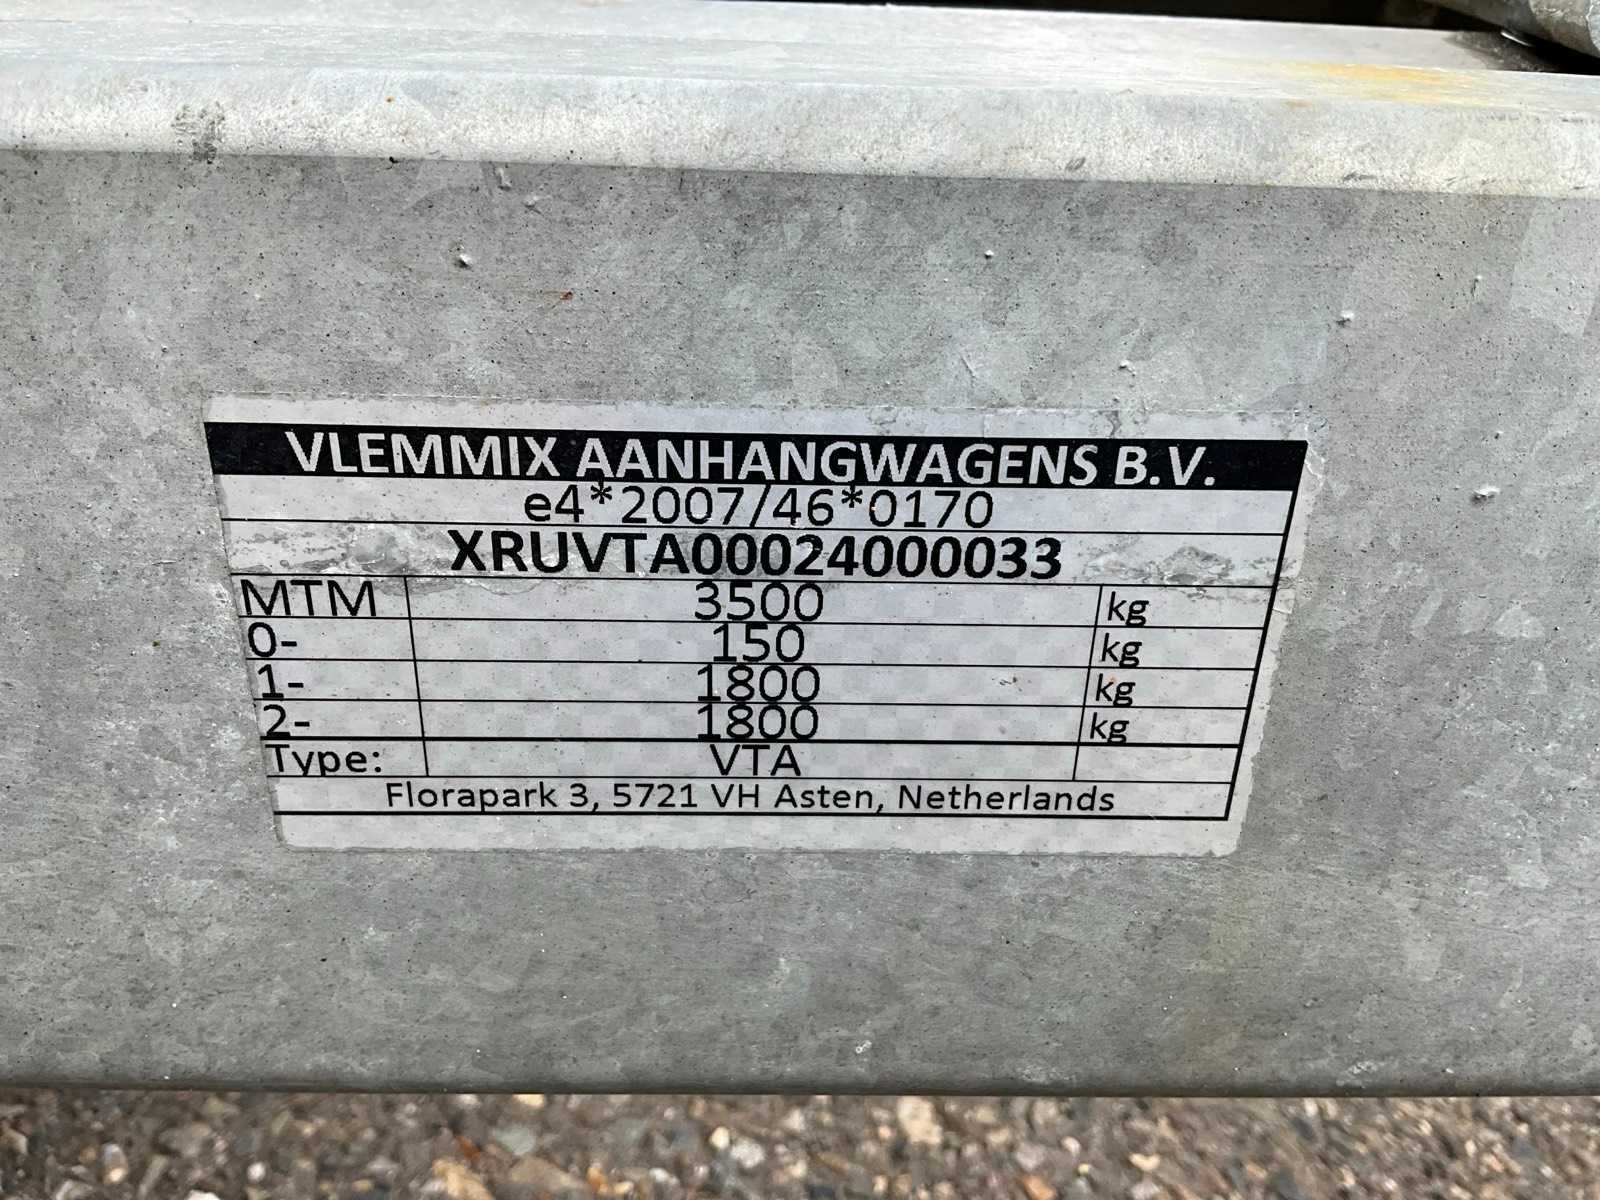 VLEMMIX AANHANGWAGENS B.V.
e4*2007/46*0170
XRUVTA00024000033
MTM 3500 kg
0- 150 kg
1- 1800 kg
2- 1800 kg
Type: VTA
Florapark 3, 5721 VH Asten, Netherlands